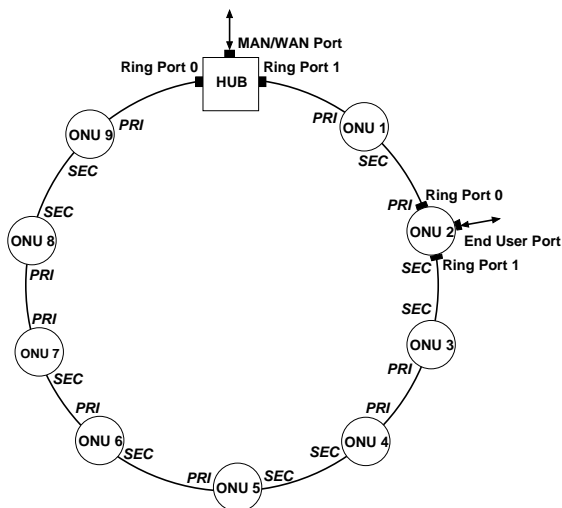 MAN/WAN Port
Ring Port 0
Ring Port 1
HUB
PRI
PRI
ONU 9
ONU 1
SEC
SEC
Ring Port 0
PRI
SEC
ONU 2
ONU 8
End User Port
SEC
Ring Port 1
PRI
SEC
PRI
ONU 3
ONU 7
PRI
SEC
PRI
PRI
ONU 6
ONU 4
SEC
SEC
PRI
SEC
ONU 5